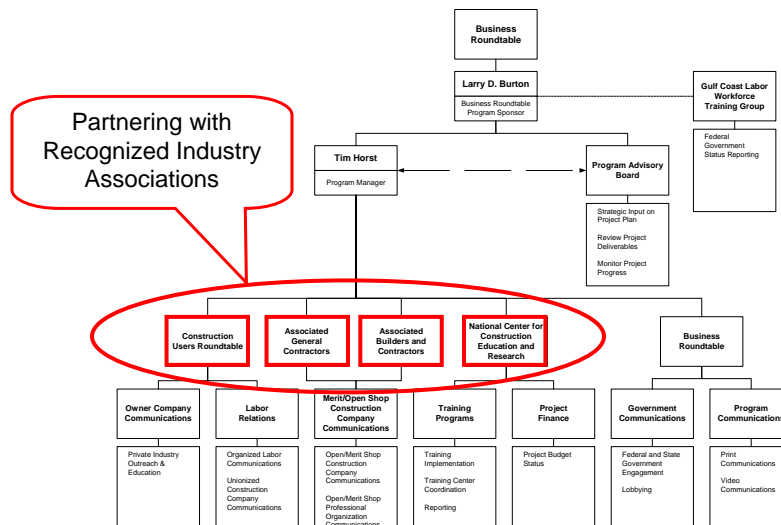 Business
Roundtable
Larry D. Burton
Business Roundtable
Program Sponsor
Gulf Coast Labor
Workforce
Training Group
Federal
Government
Status Reporting
Partnering with
Recognized Industry
Associations
Tim Horst
Program Manager
Program Advisory
Board
Strategic Input on
Project Plan
Review Project
Deliverables
Monitor Project
Progress
Construction
Users Roundtable
Associated
General
Contractors
Associated
Builders and
Contractors
National Center for
Construction
Education and
Research
Business
Roundtable
Owner Company
Communications
Private Industry
Outreach &
Education
Labor
Relations
Organized Labor
Communications
Unionized
Construction
Company
Communications
Merit/Open Shop
Construction
Company
Communications
Open/Merit Shop
Construction
Company
Communications
Open/Merit Shop
Professional
Organization
Communications
Training
Programs
Training
Implementation
Training Center
Coordination
Reporting
Project
Finance
Project Budget
Status
Government
Communications
Federal and State
Government
Engagement
Lobbying
Program
Communications
Print
Communications
Video
Communications